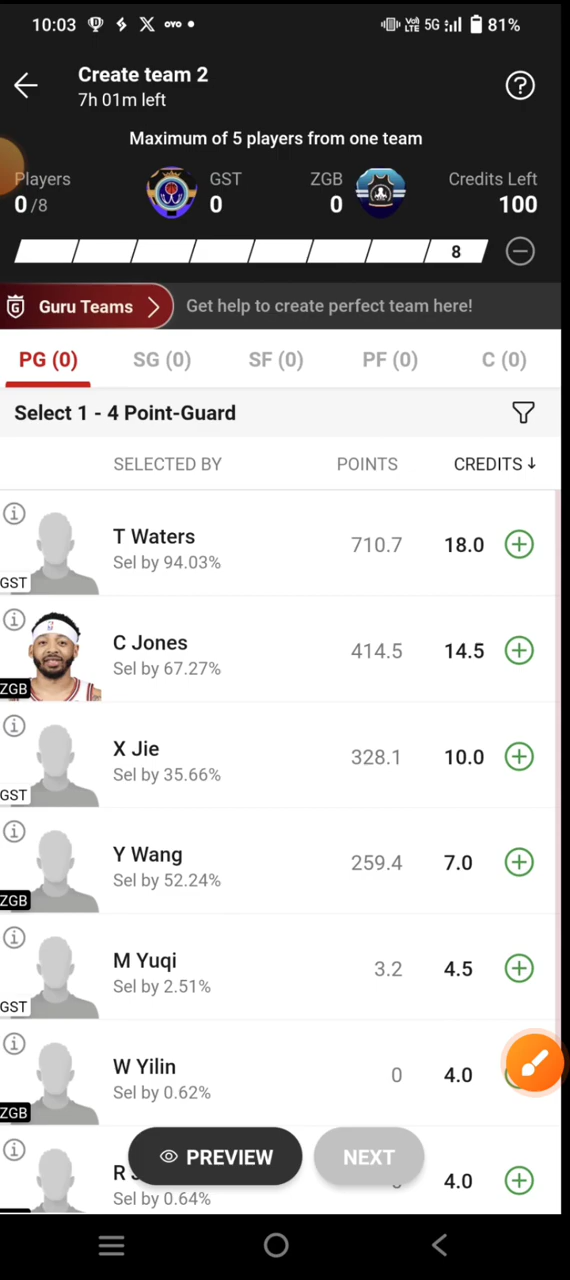 10:03 OYO Vo) LTE 5G 81%
Create team 2
7h 01m left
Maximum of 5 players from one team
Players GST ZGB Credits Left
0/8 0 0 100
8
Guru Teams Get help to create perfect team here!
PG (0) SG (0) SF (0) PF (0) C (0)
Select 1 - 4 Point-Guard
SELECTED BY POINTS CREDITS ↓
T Waters 710.7 18.0
Sel by 94.03%
GST
C Jones 414.5 14.5
Sel by 67.27%
ZGB
X Jie 328.1 10.0
Sel by 35.66%
GST
Y Wang 259.4 7.0
Sel by 52.24%
ZGB
M Yuqi 3.2 4.5
Sel by 2.51%
GST
W Yilin 0 4.0
Sel by 0.62%
ZGB
PREVIEW NEXT
R 4.0
Sel by 0.64%